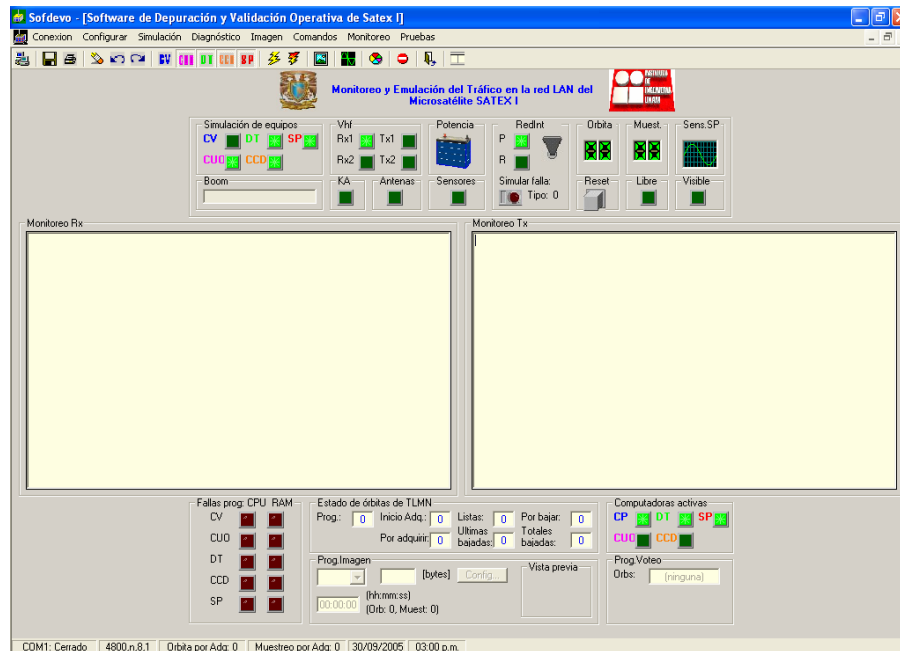 Sofdevo - [Software de Depuración y Validación Operativa de Satex I]
Conexion Configurar Simulación Diagnóstico Imagen Comandos Monitoreo Pruebas
CV CUO DT CCD SP
Monitoreo y Emulación del Tráfico en la red LAN del
Microsatélite SATEX I
INGENIERIA
DE
UNAM
Simulación de equipos Vhf Potencia RedInt Orbita Muest. Sens.SP
CV DT SP Rx1 Tx1 P
CUO CCD Rx2 Tx2 R
Boom KA Antenas Sensores Simular falla: Reset Libre Visible
Tipo: 0
Monitoreo Rx Monitoreo Tx
Fallas prog: CPU RAM Estado de órbitas de TLMN Computadoras activas
CV Prog.: 0 Inicio Adq.: 0 Listas: 0 Por bajar: 0 CP DT SP
CUO Por adquirir: 0 Ultimas bajadas: 0 Totales bajadas: 0 CUO CCD
DT Prog.Imagen Vista previa Prog.Voteo
CCD [bytes] Config... Orbs: (ninguna)
SP 00:00:00 (hh:mm:ss)
(Orb: 0, Muest: 0)
COM1: Cerrado 4800,n,8,1 Orbita por Adq: 0 Muestreo por Adq: 0 30/09/2005 03:00 p.m.